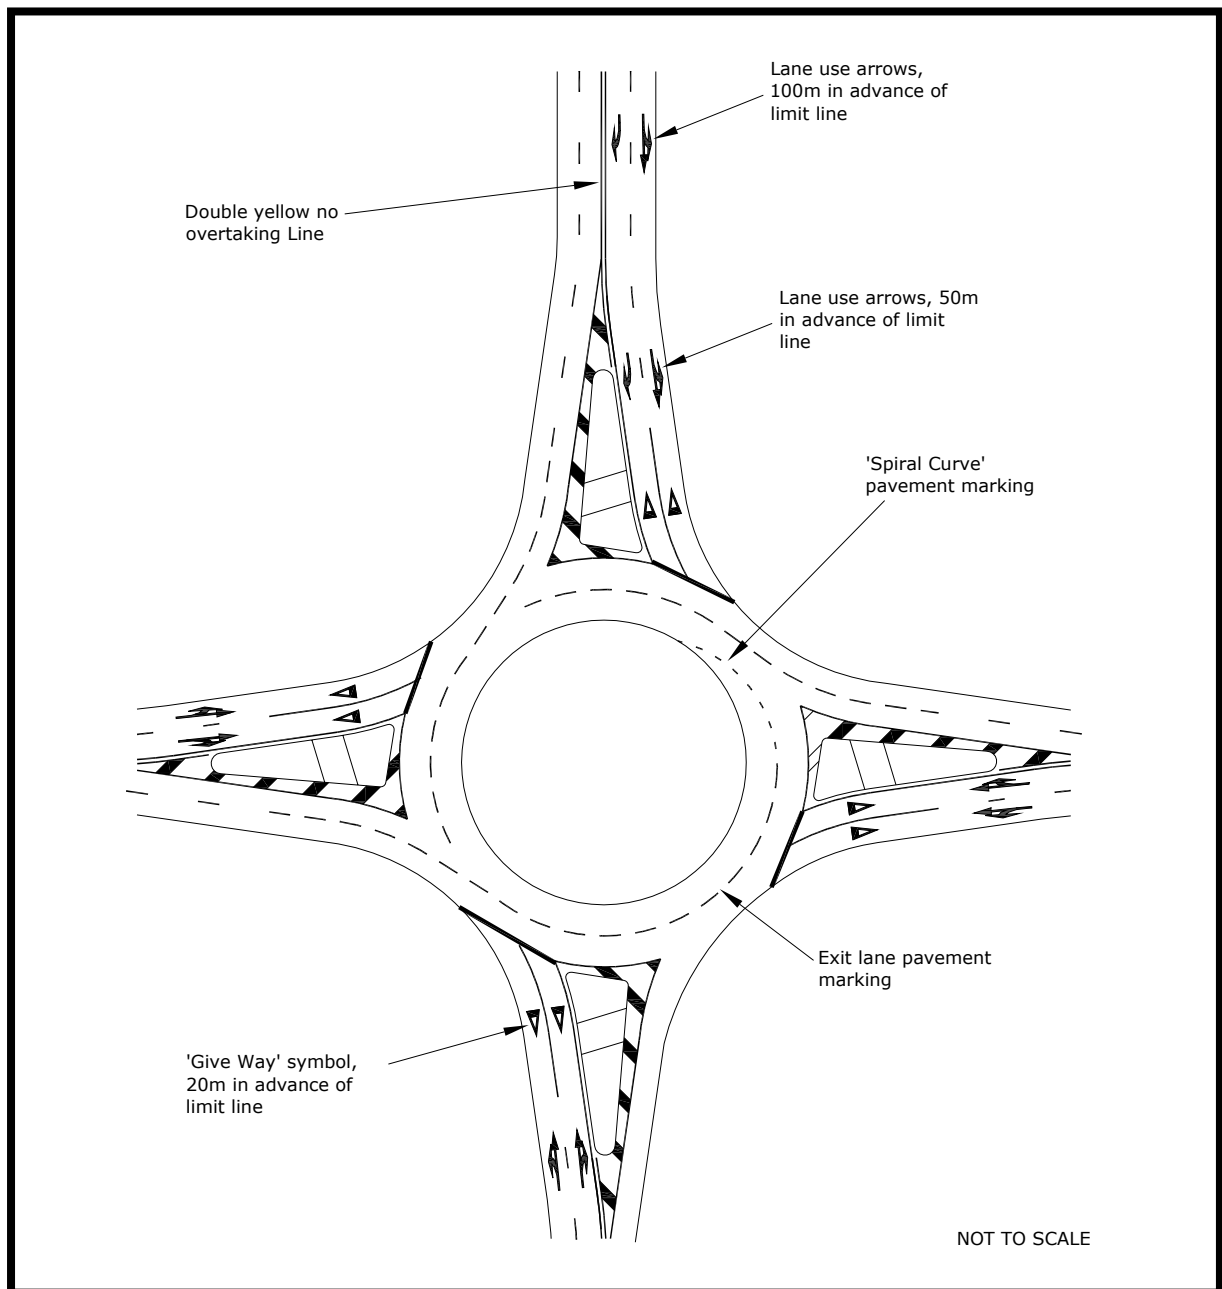 Lane use arrows,
100m in advance of
limit line
Double yellow no
overtaking Line
Lane use arrows, 50m
in advance of limit
line
'Spiral Curve'
pavement marking
Exit lane pavement
marking
'Give Way' symbol,
20m in advance of
limit line
NOT TO SCALE